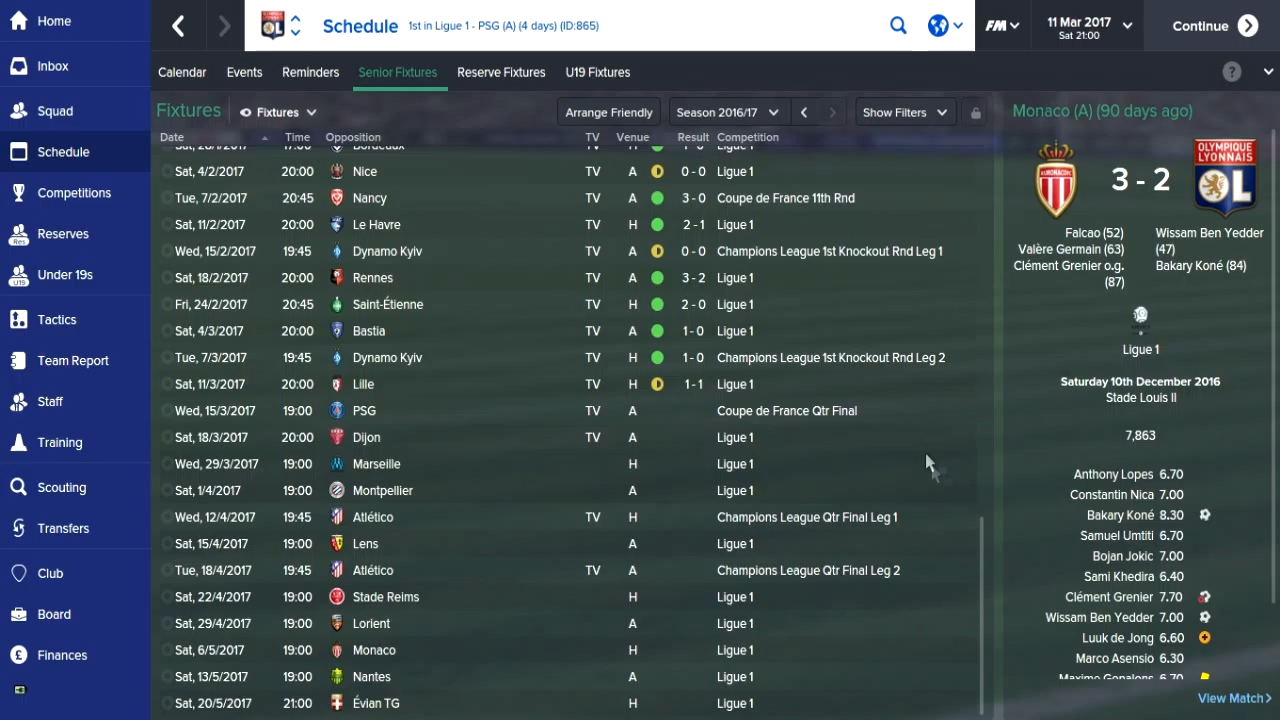 Home
Inbox
Squad
Schedule
Competitions
Reserves
Under 19s
Tactics
Team Report
Staff
Training
Scouting
Transfers
Club
Board
Finances
Schedule 1st in Ligue 1 - PSG (A) (4 days) (ID:865)
FM
11 Mar 2017
Sat 21:00
Continue
Calendar Events Reminders Senior Fixtures Reserve Fixtures U19 Fixtures
Fixtures Fixtures Arrange Friendly Season 2016/17 Show Filters
Date Time Opposition TV Venue Result Competition
Sat, 28/1/2017 17:00 Bordeaux TV H 1 - 0 Ligue 1
Sat, 4/2/2017 20:00 Nice TV A 0 - 0 Ligue 1
Tue, 7/2/2017 20:45 Nancy TV A 3 - 0 Coupe de France 11th Rnd
Sat, 11/2/2017 20:00 Le Havre TV H 2 - 1 Ligue 1
Wed, 15/2/2017 19:45 Dynamo Kyiv TV A 0 - 0 Champions League 1st Knockout Rnd Leg 1
Sat, 18/2/2017 20:00 Rennes TV A 3 - 2 Ligue 1
Fri, 24/2/2017 20:45 Saint-Étienne TV H 2 - 0 Ligue 1
Sat, 4/3/2017 20:00 Bastia TV A 1 - 0 Ligue 1
Tue, 7/3/2017 19:45 Dynamo Kyiv TV H 1 - 0 Champions League 1st Knockout Rnd Leg 2
Sat, 11/3/2017 20:00 Lille TV H 1 - 1 Ligue 1
Wed, 15/3/2017 19:00 PSG TV A Coupe de France Qtr Final
Sat, 18/3/2017 20:00 Dijon TV A Ligue 1
Wed, 29/3/2017 19:00 Marseille H Ligue 1
Sat, 1/4/2017 19:00 Montpellier A Ligue 1
Wed, 12/4/2017 19:45 Atlético TV H Champions League Qtr Final Leg 1
Sat, 15/4/2017 19:00 Lens A Ligue 1
Tue, 18/4/2017 19:45 Atlético TV A Champions League Qtr Final Leg 2
Sat, 22/4/2017 19:00 Stade Reims H Ligue 1
Sat, 29/4/2017 19:00 Lorient A Ligue 1
Sat, 6/5/2017 19:00 Monaco H Ligue 1
Sat, 13/5/2017 19:00 Nantes A Ligue 1
Sat, 20/5/2017 21:00 Évian TG H Ligue 1
Monaco (A) (90 days ago)
OLYMPIQUE
LYONNAIS
OL
3 - 2
Falcao (52)
Valère Germain (63)
Clément Grenier o.g.
(87)
Wissam Ben Yedder
(47)
Bakary Koné (84)
Ligue 1
Saturday 10th December 2016
Stade Louis II
7,863
Anthony Lopes 6.70
Constantin Nica 7.00
Bakary Koné 8.30
Samuel Umtiti 6.70
Bojan Jokic 7.00
Sami Khedira 6.40
Clément Grenier 7.70
Wissam Ben Yedder 7.00
Luuk de Jong 6.60
Marco Asensio 6.30
Maxime Gonalons 6.70
View Match